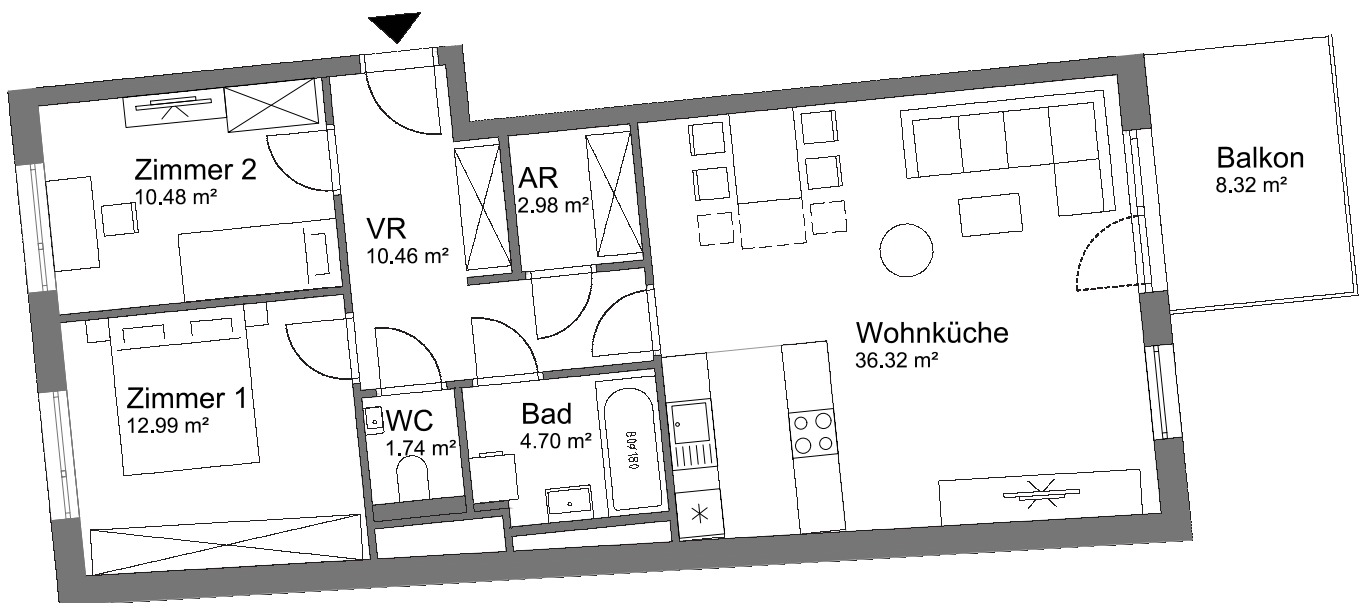 Zimmer 2
10.48 m²
VR
10.46 m²
AR
2.98 m²
Balkon
8.32 m²
Wohnküche
36.32 m²
Zimmer 1
12.99 m²
WC
1.74 m²
Bad
4.70 m²
80/180